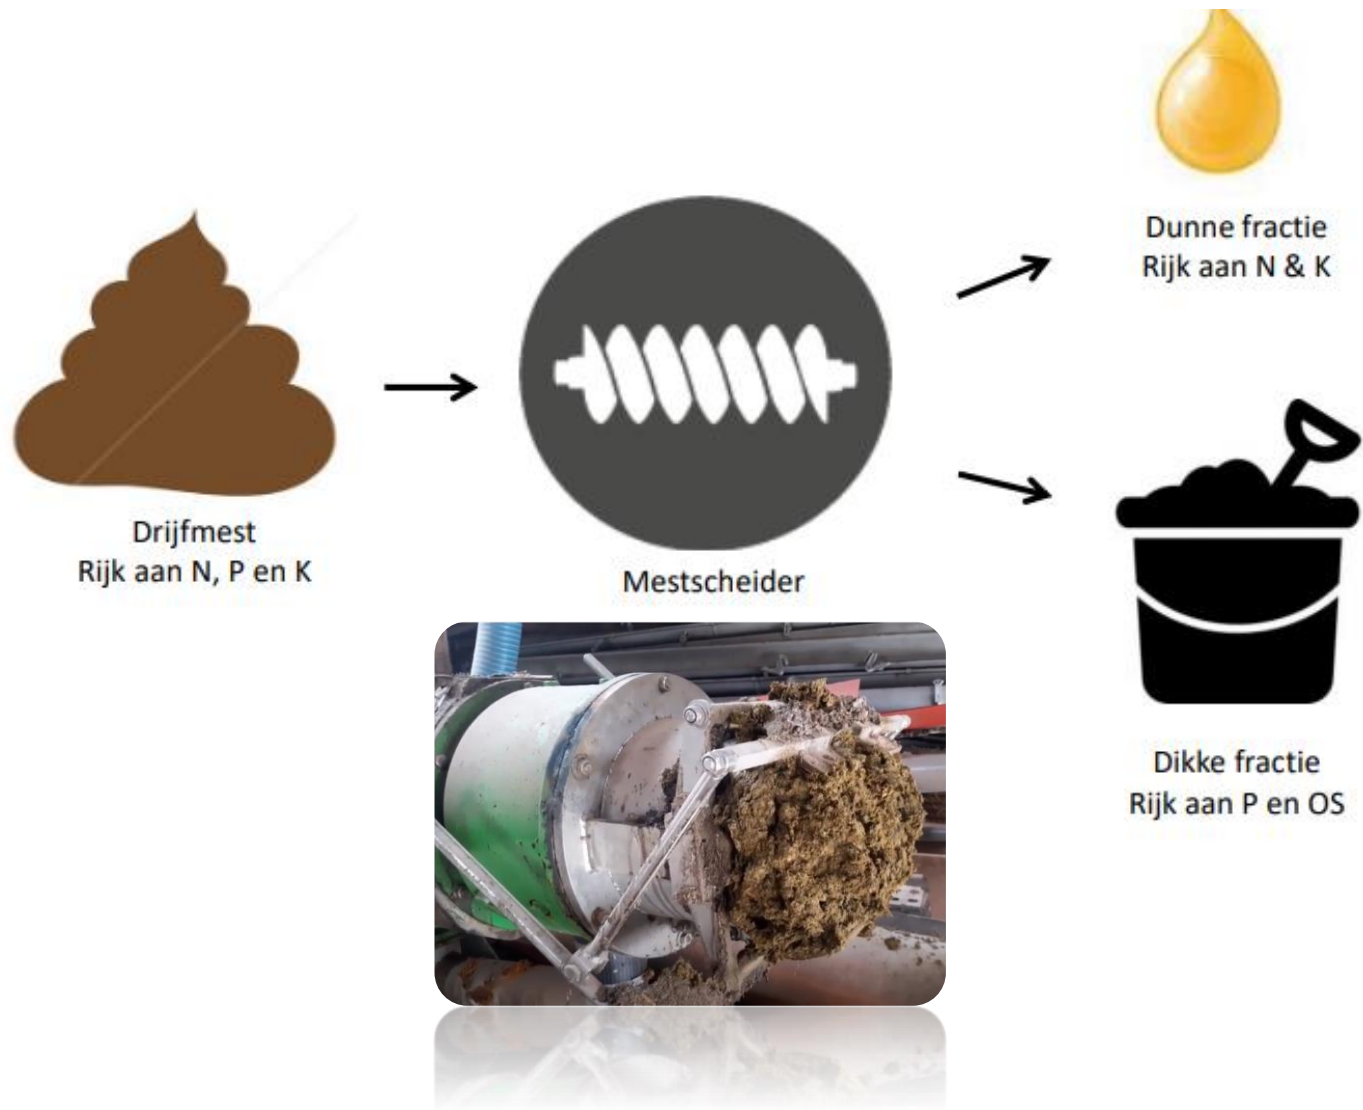 Dunne fractie
Rijk aan N & K
Drijfmest
Rijk aan N, P en K
Mestscheider
Dikke fractie
Rijk aan P en OS